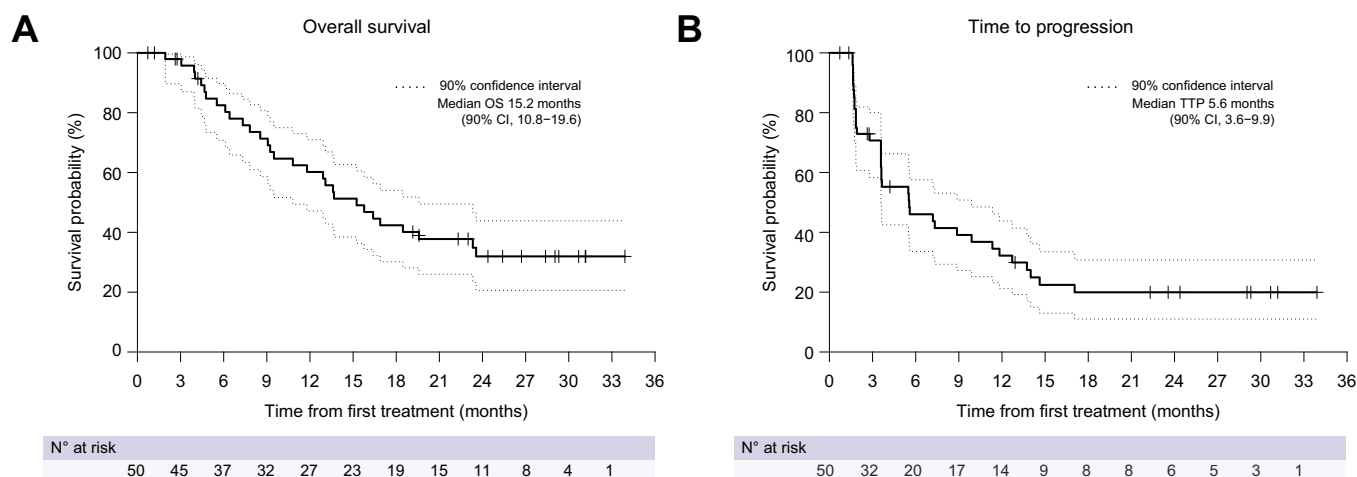 A
Overall survival
100
80
60
40
20
0
Survival probability (%)
90% confidence interval
Median OS 15.2 months
(90% CI, 10.8–19.6)
0 3 6 9 12 15 18 21 24 27 30 33 36
Time from first treatment (months)
N° at risk
50 45 37 32 27 23 19 15 11 8 4 1
B
Time to progression
100
80
60
40
20
0
Survival probability (%)
90% confidence interval
Median TTP 5.6 months
(90% CI, 3.6–9.9)
0 3 6 9 12 15 18 21 24 27 30 33 36
Time from first treatment (months)
N° at risk
50 32 20 17 14 9 8 8 6 5 3 1